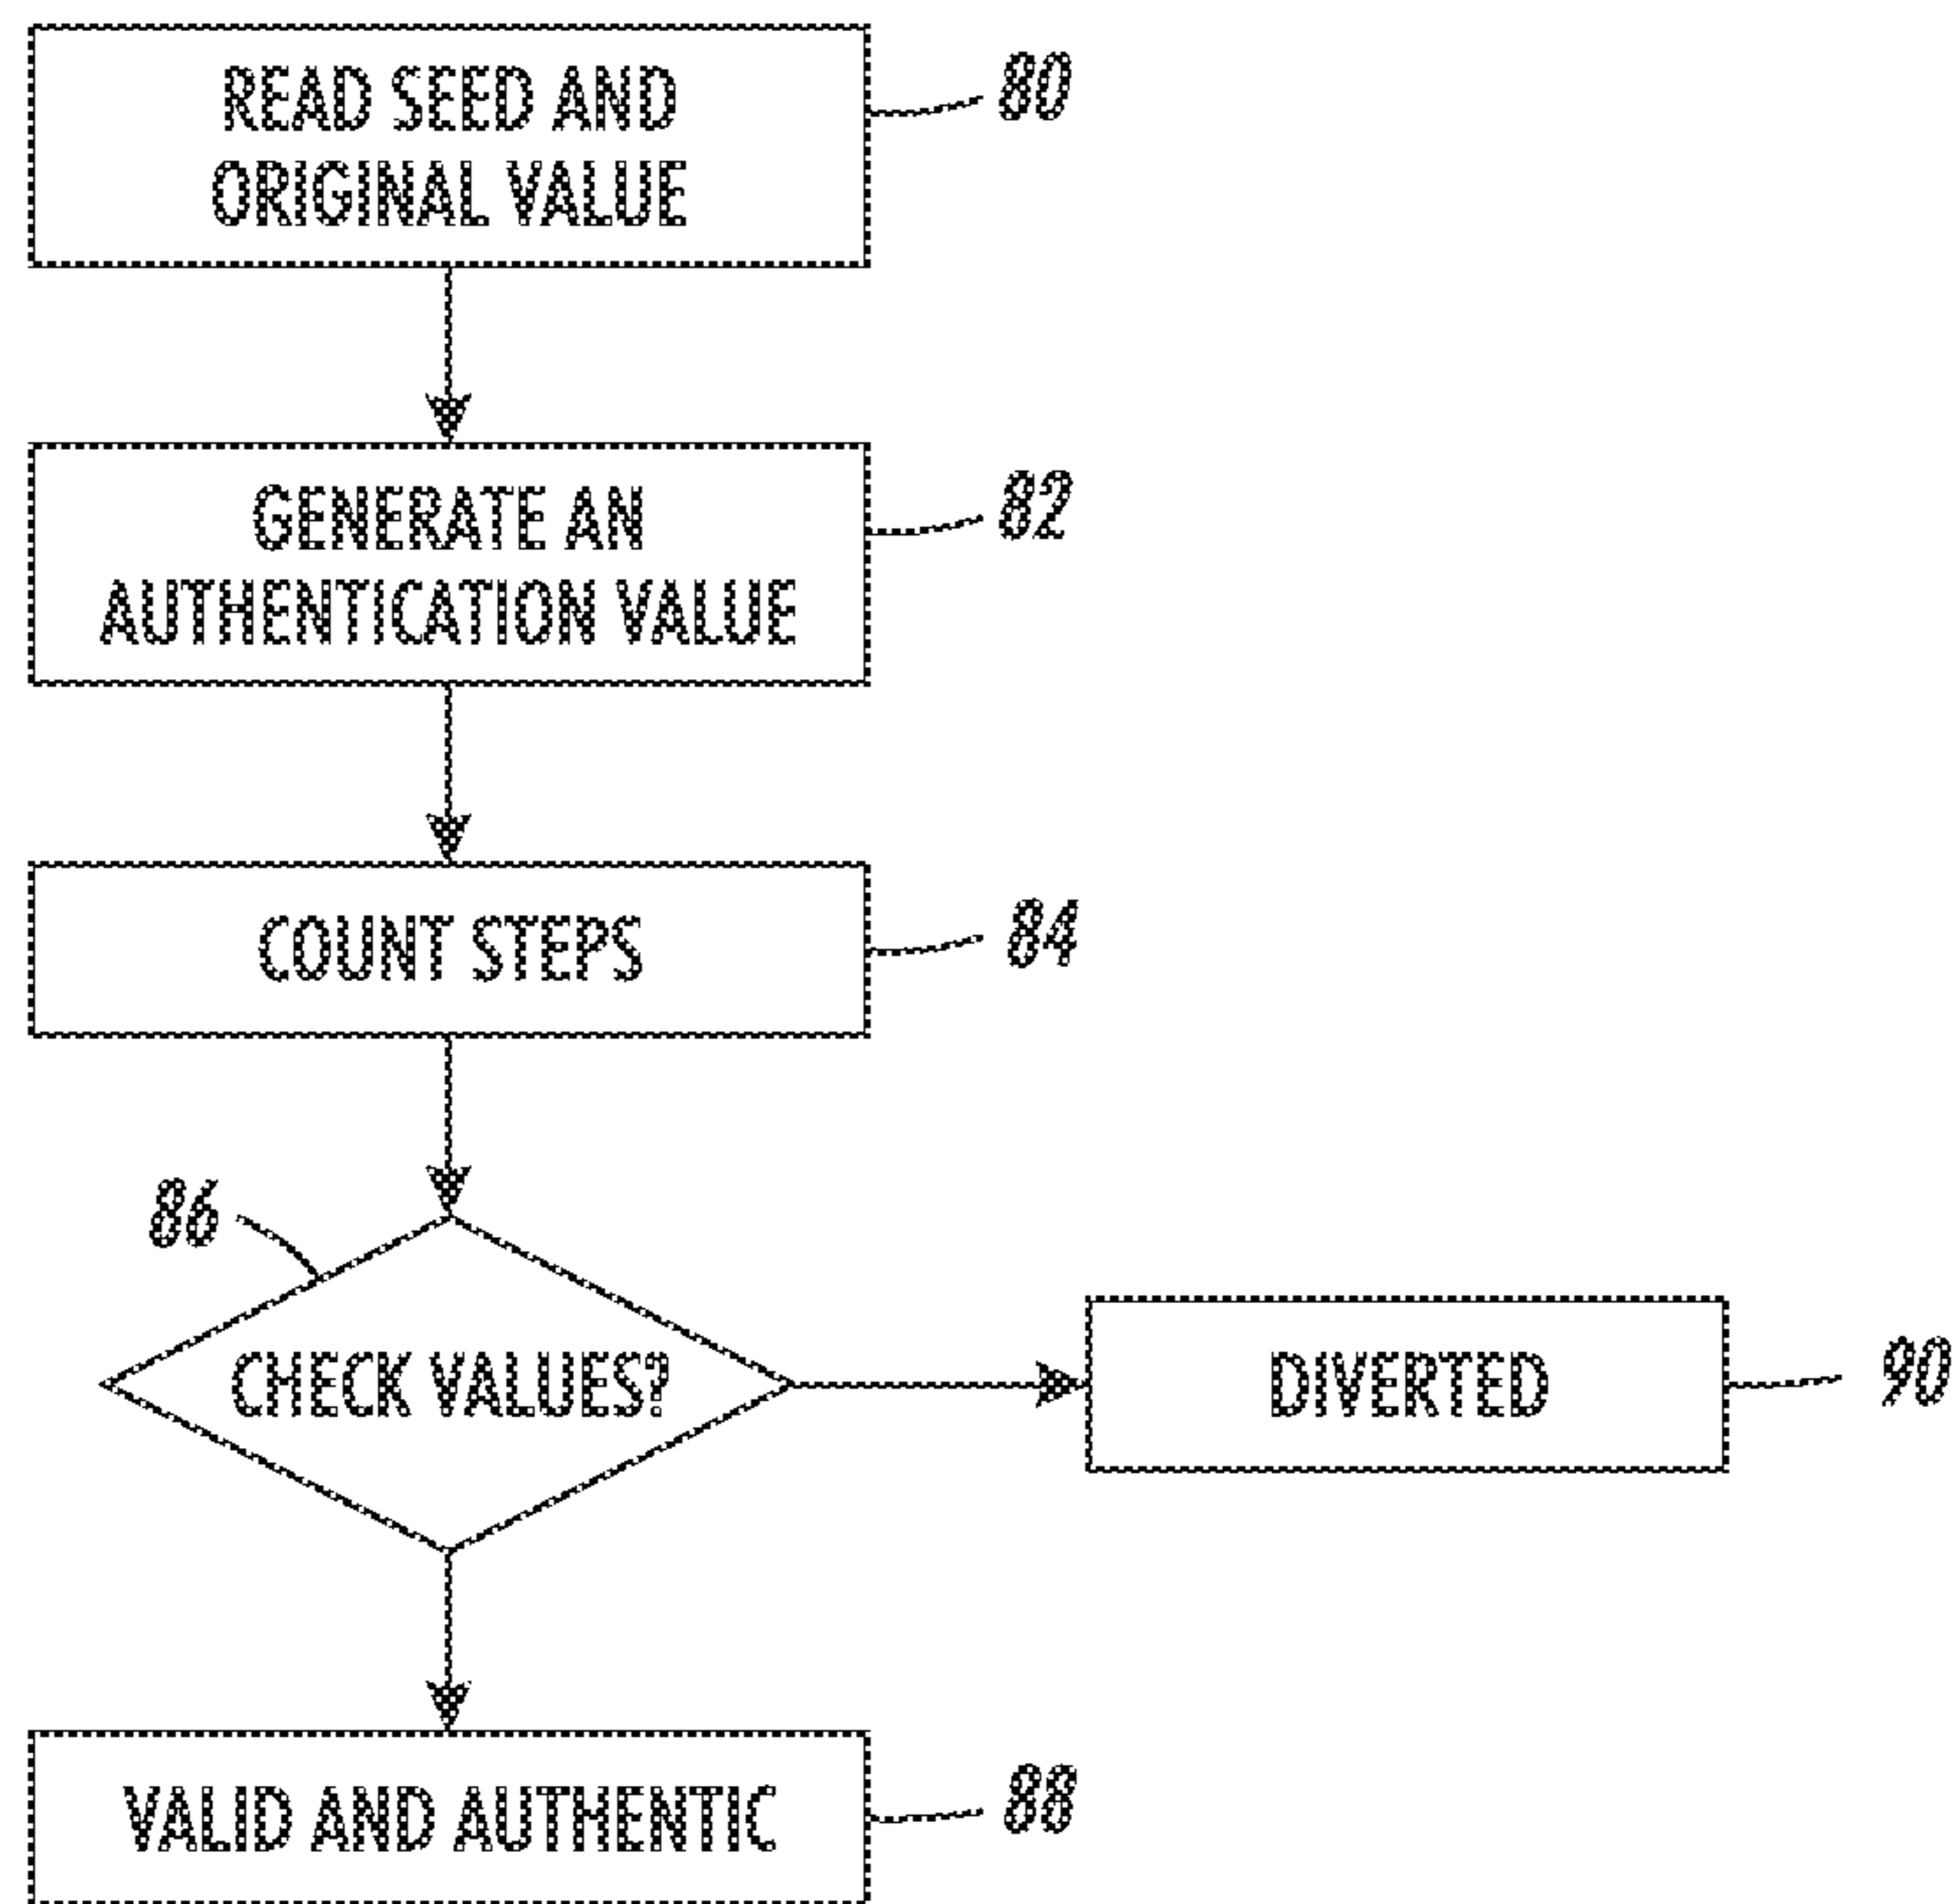 READ SEED AND
ORIGINAL VALUE
80
GENERATE AN
AUTHENTICATION VALUE
82
COUNT STEPS
84
86
CHECK VALUES?
DIVERTED
90
VALID AND AUTHENTIC
88